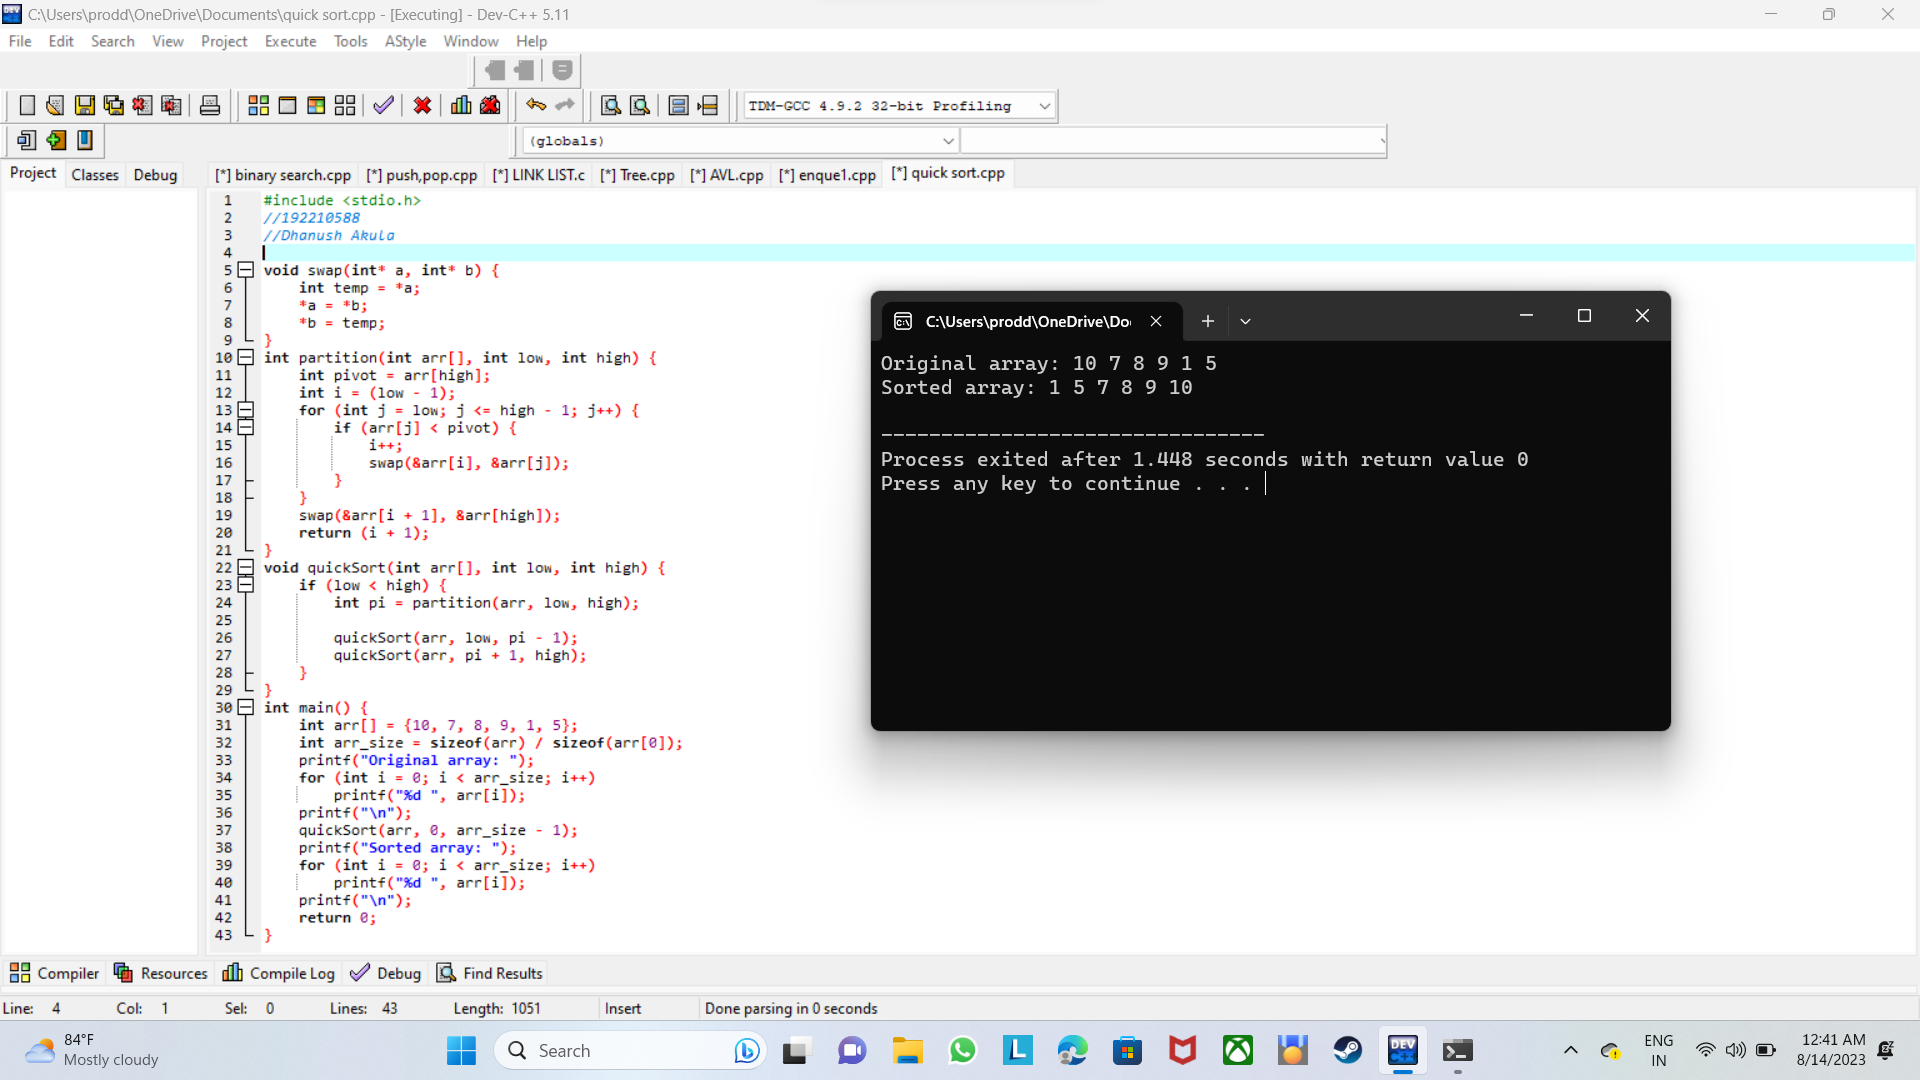 C:\Users\prodd\OneDrive\Documents\quick sort.cpp - [Executing] - Dev-C++ 5.11
File Edit Search View Project Execute Tools AStyle Window Help
TDM-GCC 4.9.2 32-bit Profiling
(globals)
Project Classes Debug
[*] binary search.cpp [*] push,pop.cpp [*] LINK LIST.c [*] Tree.cpp [*] AVL.cpp [*] enque1.cpp [*] quick sort.cpp
1 #include <stdio.h>
2 //192210588
3 //Dhanush Akula
4
5 void swap(int* a, int* b) {
6 int temp = *a;
7 *a = *b;
8 *b = temp;
9 }
10 int partition(int arr[], int low, int high) {
11 int pivot = arr[high];
12 int i = (low - 1);
13 for (int j = low; j <= high - 1; j++) {
14 if (arr[j] < pivot) {
15 i++;
16 swap(&arr[i], &arr[j]);
17 }
18 }
19 swap(&arr[i + 1], &arr[high]);
20 return (i + 1);
21 }
22 void quickSort(int arr[], int low, int high) {
23 if (low < high) {
24 int pi = partition(arr, low, high);
25
26 quickSort(arr, low, pi - 1);
27 quickSort(arr, pi + 1, high);
28 }
29 }
30 int main() {
31 int arr[] = {10, 7, 8, 9, 1, 5};
32 int arr_size = sizeof(arr) / sizeof(arr[0]);
33 printf("Original array: ");
34 for (int i = 0; i < arr_size; i++)
35 printf("%d ", arr[i]);
36 printf("\n");
37 quickSort(arr, 0, arr_size - 1);
38 printf("Sorted array: ");
39 for (int i = 0; i < arr_size; i++)
40 printf("%d ", arr[i]);
41 printf("\n");
42 return 0;
43 }
C:\Users\prodd\OneDrive\Do
Original array: 10 7 8 9 1 5
Sorted array: 1 5 7 8 9 10
--------------------------------
Process exited after 1.448 seconds with return value 0
Press any key to continue . . .
Compiler Resources Compile Log Debug Find Results
Line: 4 Col: 1 Sel: 0 Lines: 43 Length: 1051 Insert Done parsing in 0 seconds
84°F
Mostly cloudy
Search
DEV
C++
ENG
IN
12:41 AM
8/14/2023